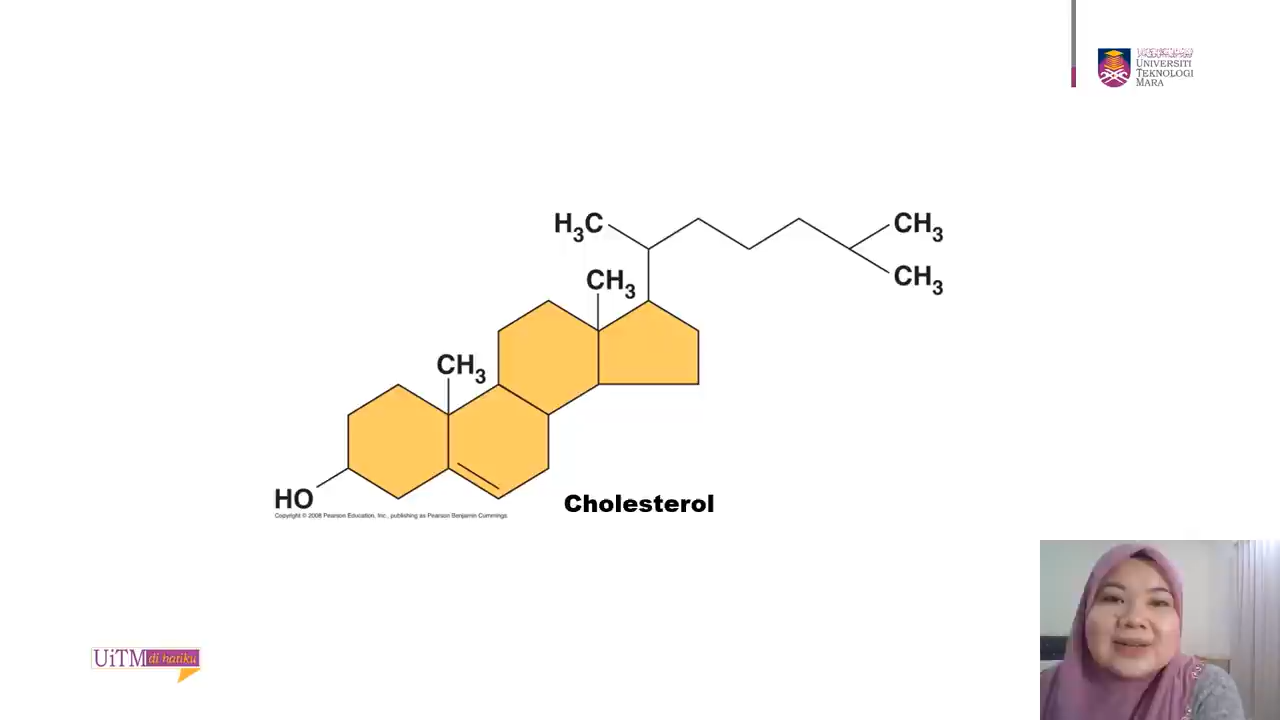 UNIVERSITI
TEKNOLOGI
MARA
H₃C
CH₃
CH₃
CH₃
CH₃
HO
Cholesterol
Copyright © 2008 Pearson Education, Inc., publishing as Pearson Benjamin Cummings
UiTM di hatiku